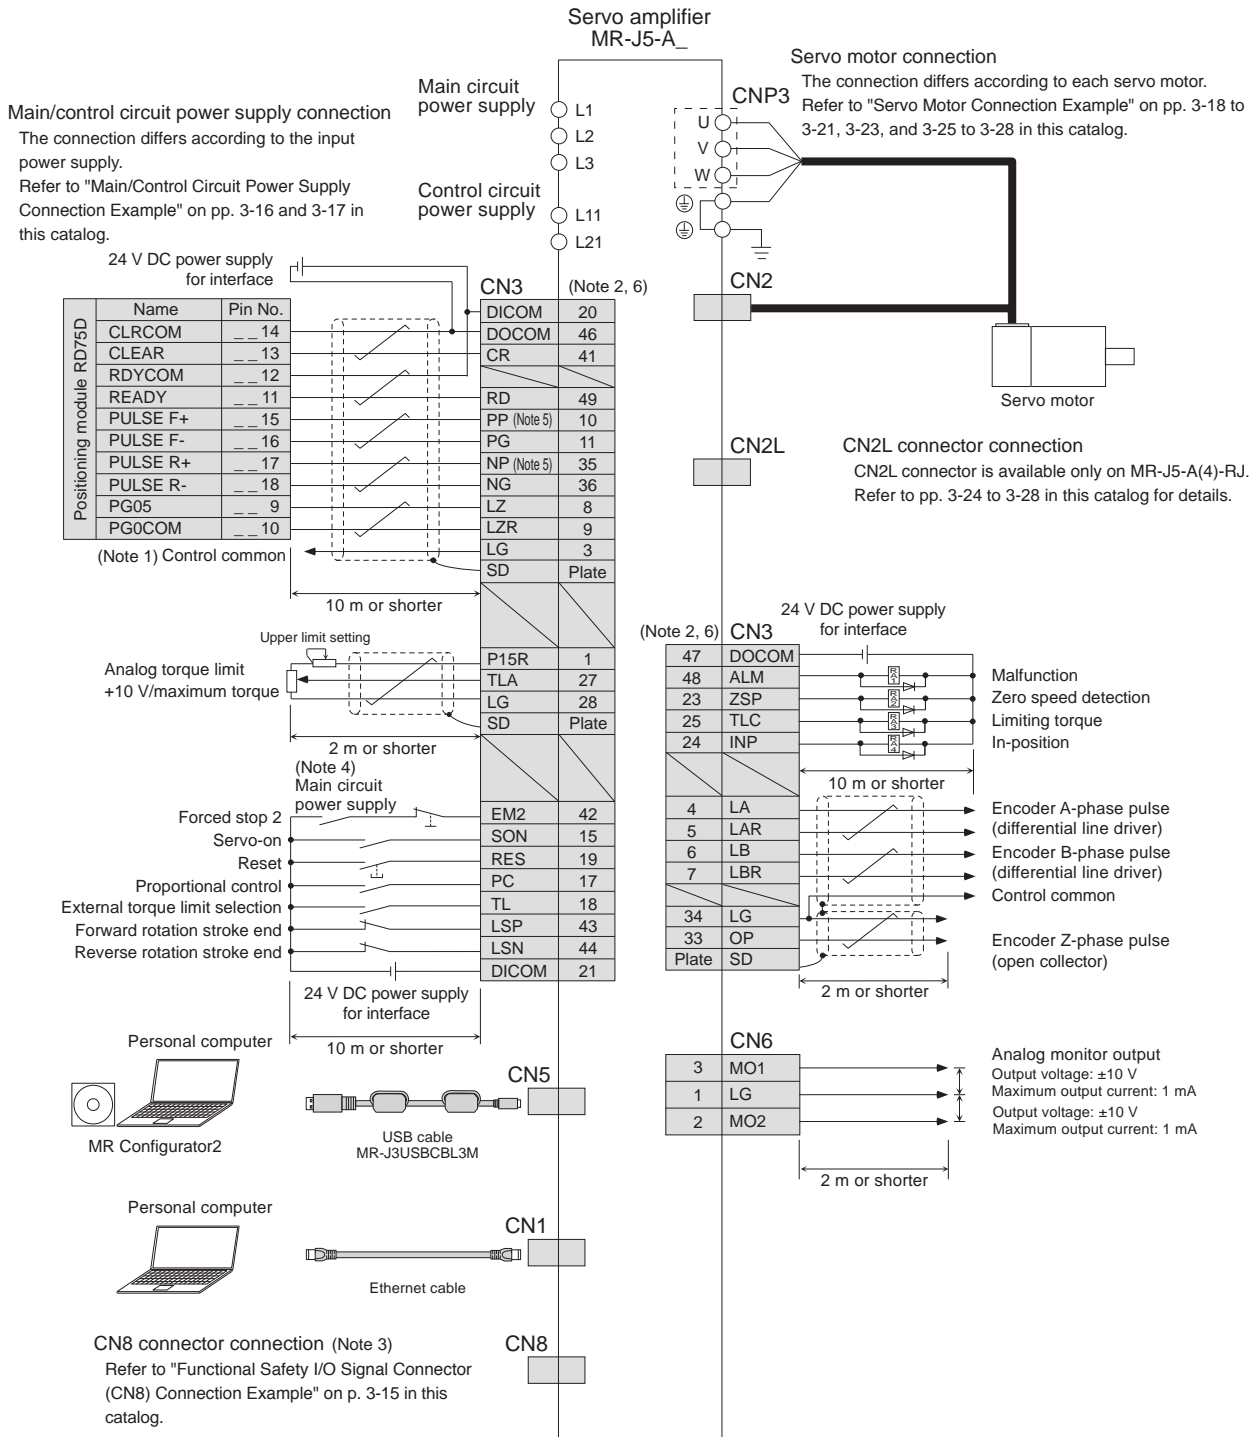 Servo amplifier
MR-J5-A_
Main/control circuit power supply connection
The connection differs according to the input
power supply.
Refer to "Main/Control Circuit Power Supply
Connection Example" on pp. 3-16 and 3-17 in
this catalog.
Main circuit
power supply
L1
L2
L3
Control circuit
power supply
L11
L21
Servo motor connection
The connection differs according to each servo motor.
Refer to "Servo Motor Connection Example" on pp. 3-18 to
3-21, 3-23, and 3-25 to 3-28 in this catalog.
CNP3
U
V
W
CN2
Servo motor
CN2L
CN2L connector connection
CN2L connector is available only on MR-J5-A(4)-RJ.
Refer to pp. 3-24 to 3-28 in this catalog for details.
24 V DC power supply
for interface
CN3 (Note 2, 6)
Positioning module RD75D
Name Pin No.
CLRCOM _ _ 14
CLEAR _ _ 13
RDYCOM _ _ 12
READY _ _ 11
PULSE F+ _ _ 15
PULSE F- _ _ 16
PULSE R+ _ _ 17
PULSE R- _ _ 18
PG05 _ _ 9
PG0COM _ _ 10
DICOM 20
DOCOM 46
CR 41
RD 49
PP (Note 5) 10
PG 11
NP (Note 5) 35
NG 36
LZ 8
LZR 9
LG 3
SD Plate
(Note 1) Control common
10 m or shorter
Upper limit setting
Analog torque limit
+10 V/maximum torque
P15R 1
TLA 27
LG 28
SD Plate
2 m or shorter
(Note 4)
Main circuit
power supply
Forced stop 2 EM2 42
Servo-on SON 15
Reset RES 19
Proportional control PC 17
External torque limit selection TL 18
Forward rotation stroke end LSP 43
Reverse rotation stroke end LSN 44
DICOM 21
24 V DC power supply
for interface
10 m or shorter
24 V DC power supply
for interface
(Note 2, 6) CN3
47 DOCOM
48 ALM RA1 Malfunction
23 ZSP RA2 Zero speed detection
25 TLC RA3 Limiting torque
24 INP RA4 In-position
10 m or shorter
4 LA Encoder A-phase pulse
5 LAR (differential line driver)
6 LB Encoder B-phase pulse
7 LBR (differential line driver)
Control common
34 LG
33 OP Encoder Z-phase pulse
Plate SD (open collector)
2 m or shorter
CN6
3 MO1
1 LG
2 MO2
Analog monitor output
Output voltage: ±10 V
Maximum output current: 1 mA
Output voltage: ±10 V
Maximum output current: 1 mA
2 m or shorter
Personal computer
MR Configurator2
CN5
USB cable
MR-J3USBCBL3M
Personal computer
CN1
Ethernet cable
CN8 connector connection (Note 3)
Refer to "Functional Safety I/O Signal Connector
(CN8) Connection Example" on p. 3-15 in this
catalog.
CN8